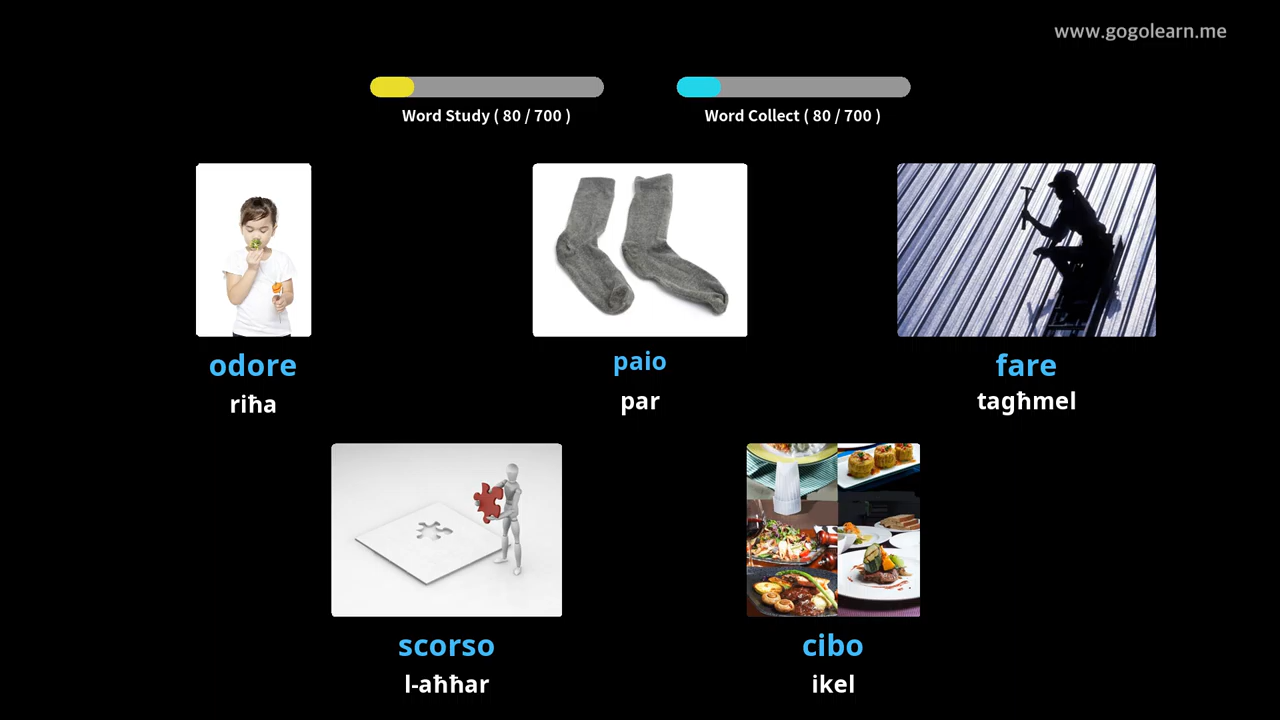 www.gogolearn.me
Word Study ( 80 / 700 )
Word Collect ( 80 / 700 )
odore
riħa
paio
par
fare
tagħmel
scorso
l-aħħar
cibo
ikel